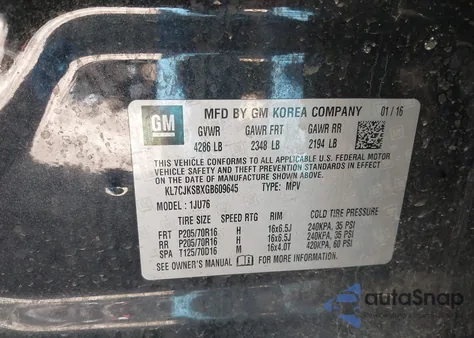 GM
MFD BY GM KOREA COMPANY 01/16
GVWR GAWR FRT GAWR RR
4286 LB 2348 LB 2194 LB
THIS VEHICLE CONFORMS TO ALL APPLICABLE U.S. FEDERAL MOTOR
VEHICLE SAFETY, BUMPER, AND THEFT PREVENTION STANDARDS IN
EFFECT ON THE DATE OF MANUFACTURE SHOWN ABOVE.
KL7CJKSBXGB609645 TYPE: MPV
MODEL: 1JU76
TIRE SIZE SPEED RTG RIM COLD TIRE PRESSURE
FRT P205/70R16 H 16x6.5J 240KPA, 35 PSI
RR P205/70R16 H 16x6.5J 240KPA, 35 PSI
SPA T125/70D16 M 16x4.0T 420KPA, 60 PSI
SEE OWNER'S MANUAL FOR MORE INFORMATION.
autoSnap